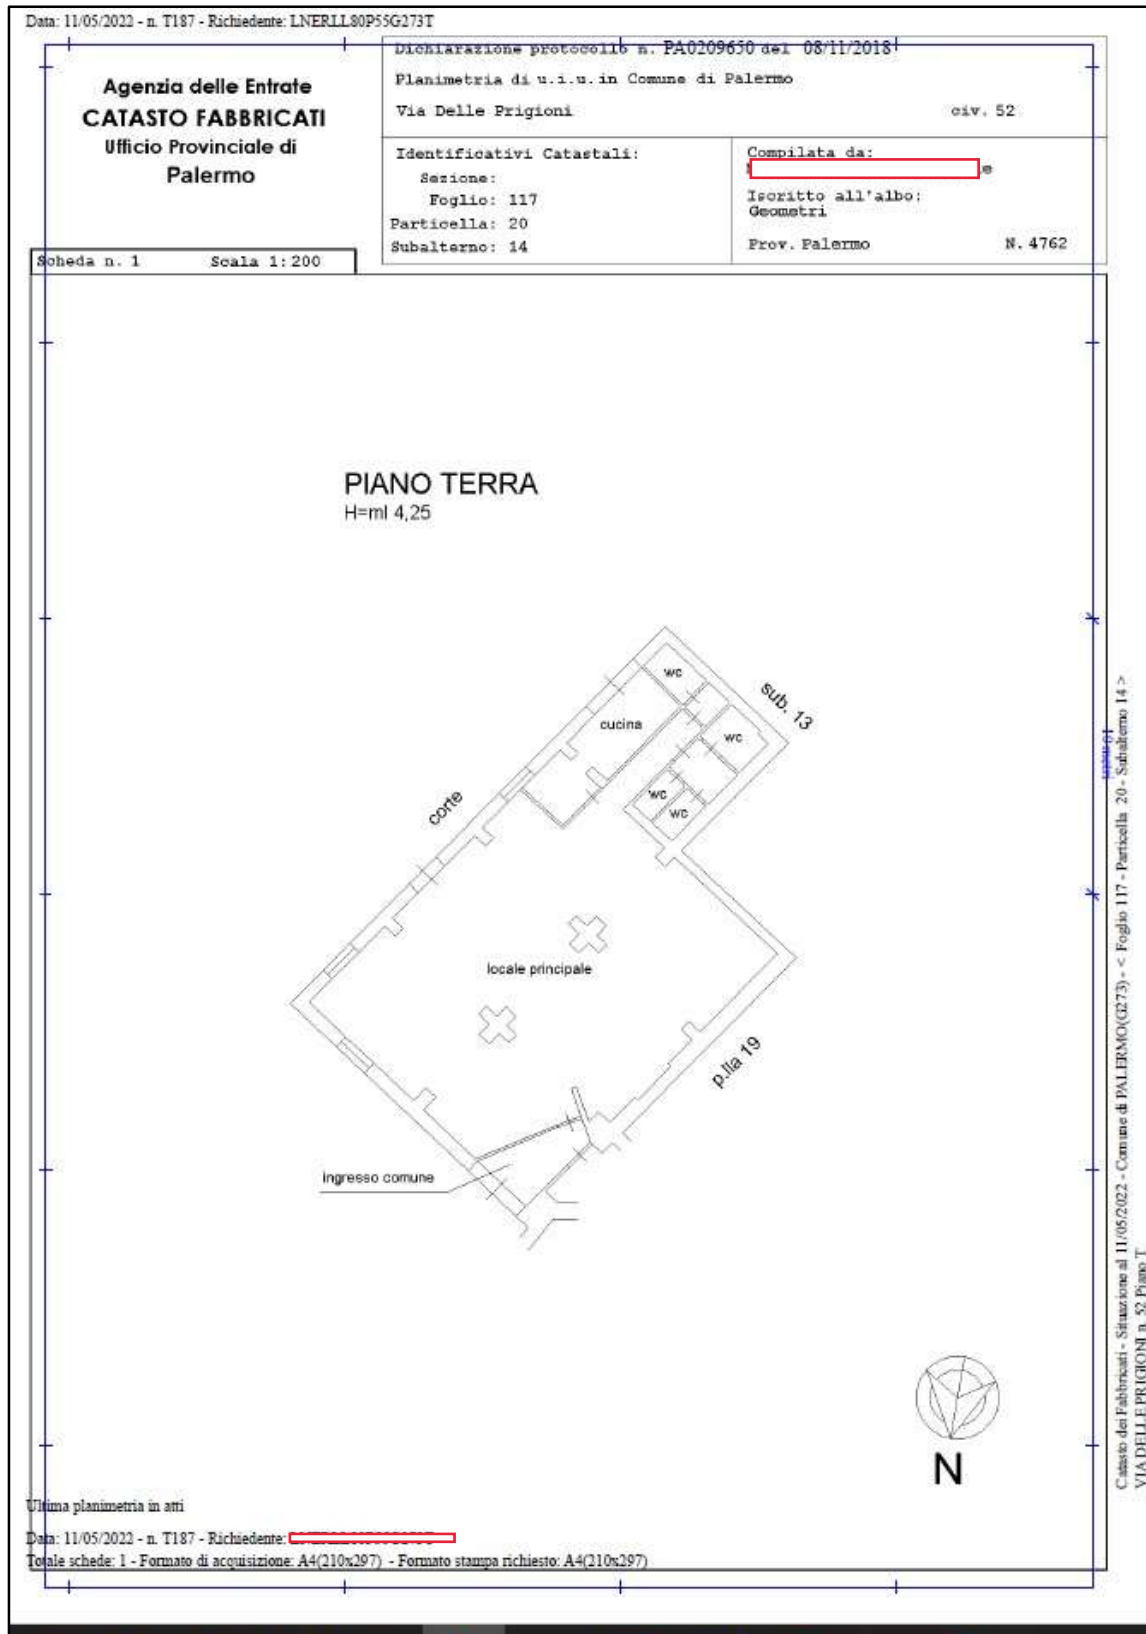 Data: 11/05/2022 - n. T187 - Richiedente: LNERLL80P55G273T
Agenzia delle Entrate
CATASTO FABBRICATI
Ufficio Provinciale di
Palermo
Dichiarazione protocollo n. PA0209650 del 08/11/2018
Planimetria di u.i.u. in Comune di Palermo
Via Delle Prigioni civ. 52
Identificativi Catastali:
Sezione:
Foglio: 117
Particella: 20
Subalterno: 14
Compilata da:
Iscritto all'albo:
Geometri
Prov. Palermo N. 4762
Scheda n. 1 Scala 1:200
PIANO TERRA
H=ml 4,25
wc
sub. 13
cucina
wc
corte
wc
wc
locale principale
p.lla 19
ingresso comune
N
Catasto dei Fabbricati - Situazione al 11/05/2022 - Comune di PALERMO(G273) - < Foglio 117 - Particella 20 - Subalterno 14 >
VIA DELLE PRIGIONI n. 52 Piano T
Ultima planimetria in atti
Data: 11/05/2022 - n. T187 - Richiedente:
Totale schede: 1 - Formato di acquisizione: A4(210x297) - Formato stampa richiesto: A4(210x297)